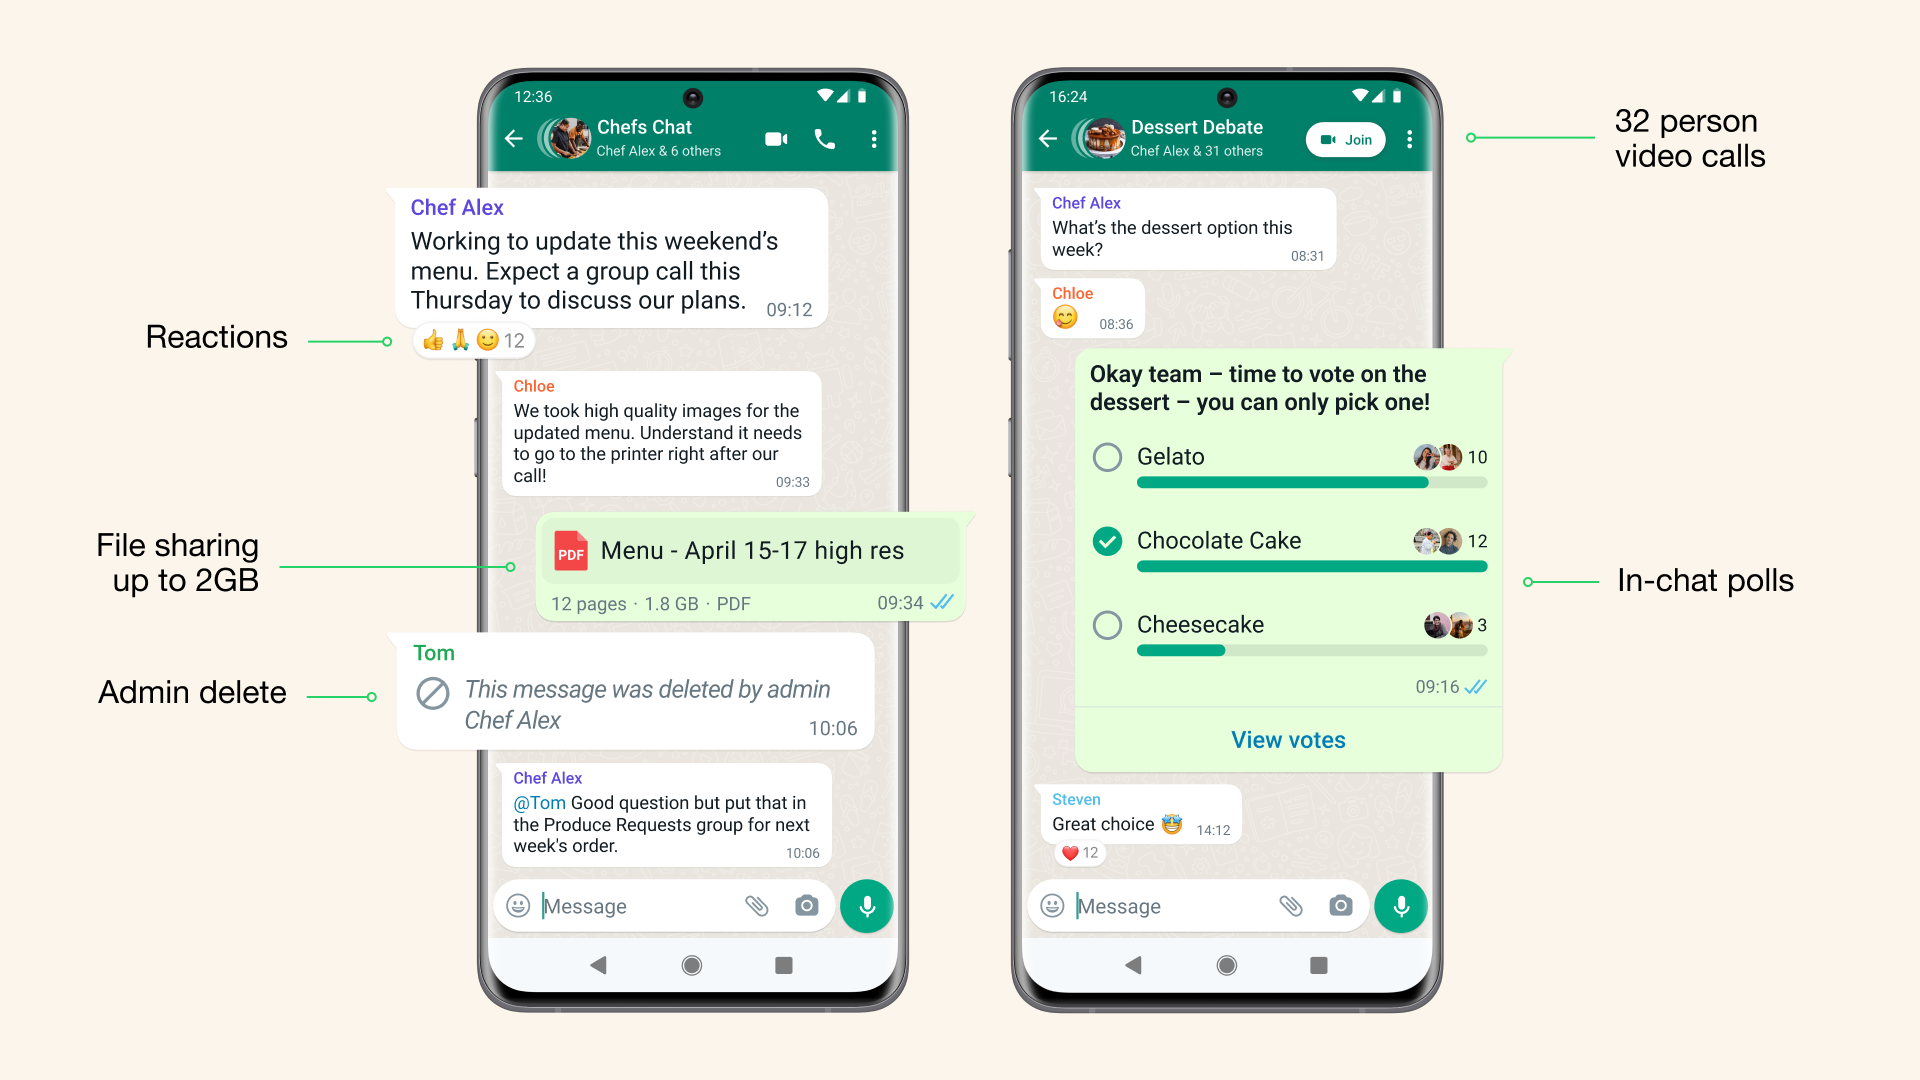 12:36
Chefs Chat
Chef Alex & 6 others
Chef Alex
Working to update this weekend's
menu. Expect a group call this
Thursday to discuss our plans.
09:12
12
Chloe
We took high quality images for the
updated menu. Understand it needs
to go to the printer right after our
call!
09:33
PDF
Menu - April 15-17 high res
12 pages · 1.8 GB · PDF
09:34
Tom
This message was deleted by admin
Chef Alex
10:06
Chef Alex
@Tom Good question but put that in
the Produce Requests group for next
week's order.
10:06
Message
Reactions
File sharing
up to 2GB
Admin delete
16:24
Dessert Debate
Chef Alex & 31 others
Join
Chef Alex
What's the dessert option this
week?
08:31
Chloe
08:36
Okay team – time to vote on the
dessert – you can only pick one!
Gelato
10
Chocolate Cake
12
Cheesecake
3
09:16
View votes
Steven
Great choice
14:12
12
Message
32 person
video calls
In-chat polls